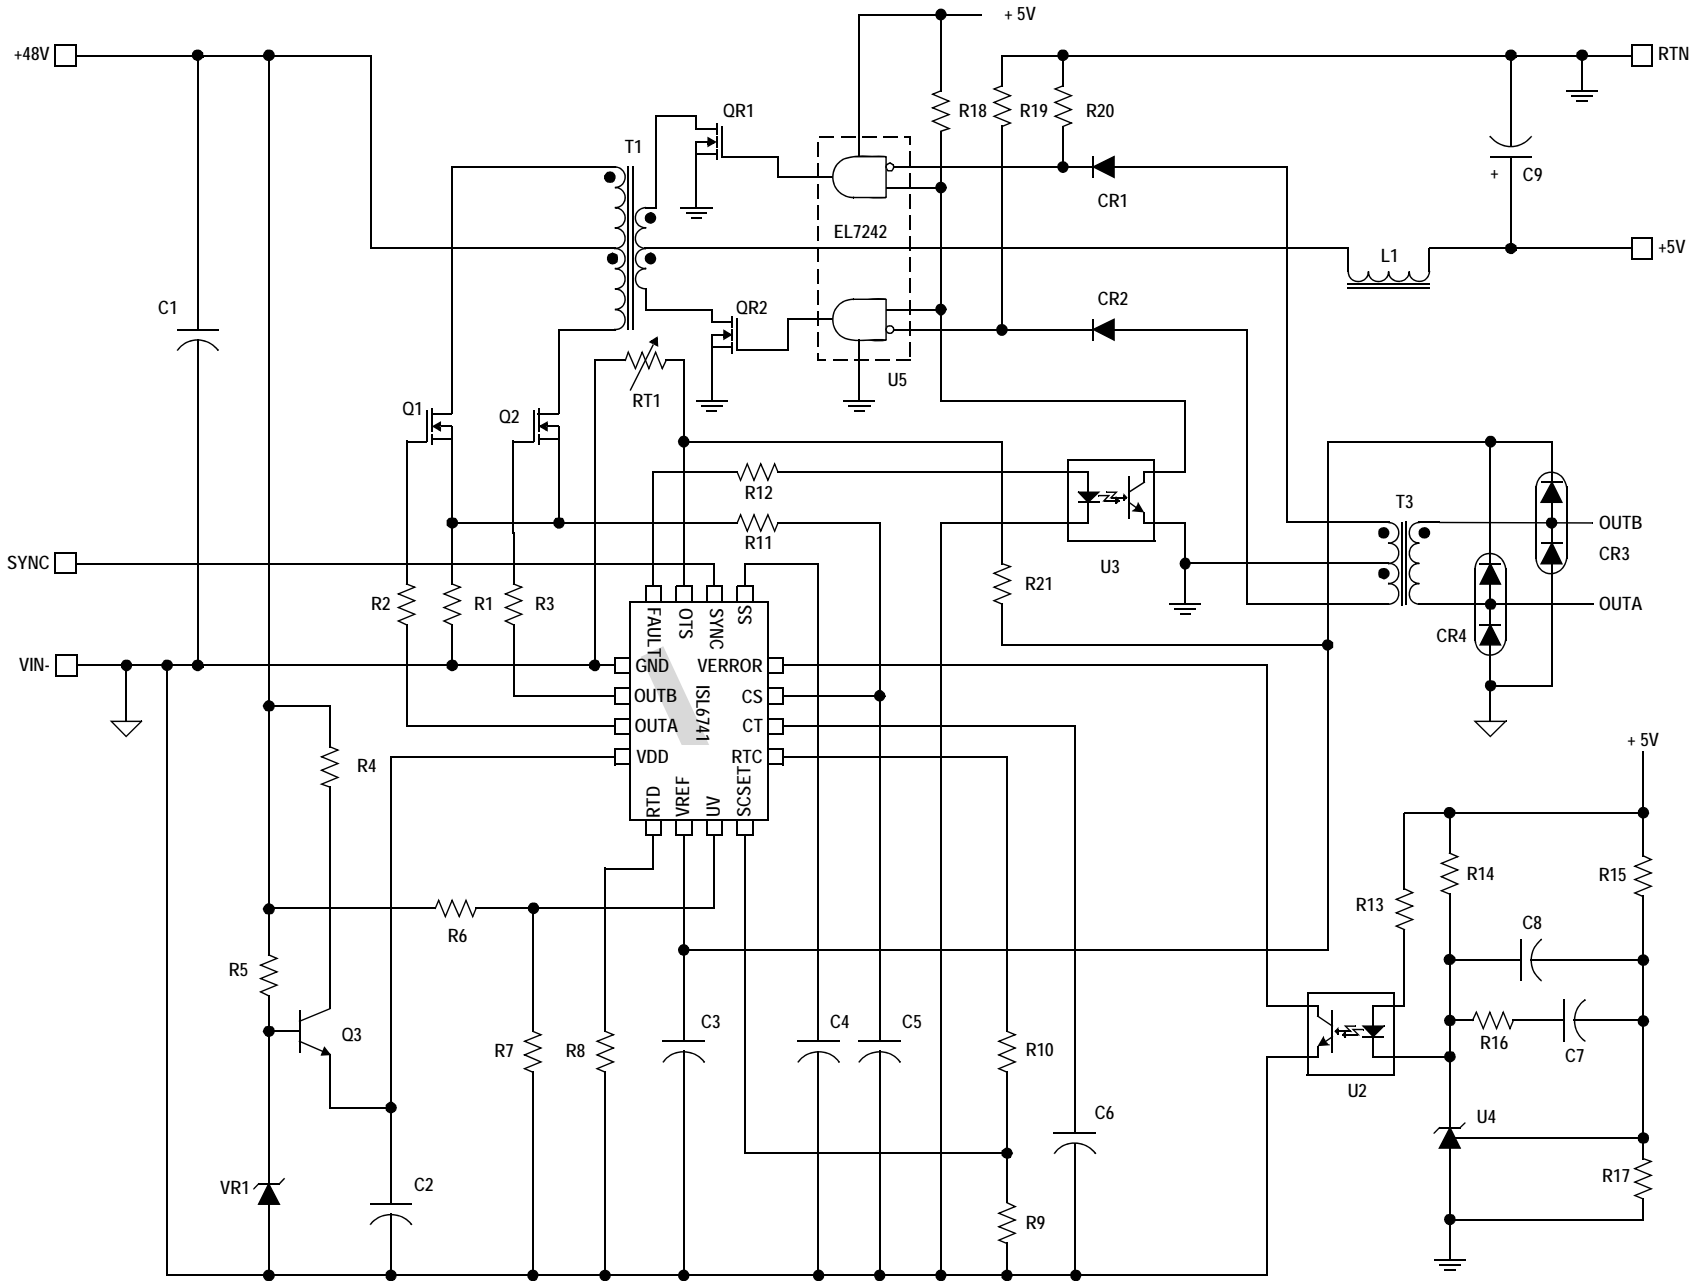 + 5V
+48V
RTN
QR1
R18
R19
R20
T1
C9
+
CR1
EL7242
+5V
L1
C1
CR2
QR2
U5
RT1
Q1
Q2
R12
T3
OUTB
R11
CR3
SYNC
U3
R21
R2
R1
R3
OUTA
FAULT
OTS
SYNC
SS
CR4
VIN-
GND
VERROR
OUTB
CS
ISL6741
OUTA
CT
+ 5V
VDD
RTC
R4
RTD
VREF
UV
SCSET
R14
R15
R13
C8
R6
R5
C3
C4
C5
Q3
R7
R8
R10
R16
C7
U2
C6
U4
VR1
C2
R17
R9